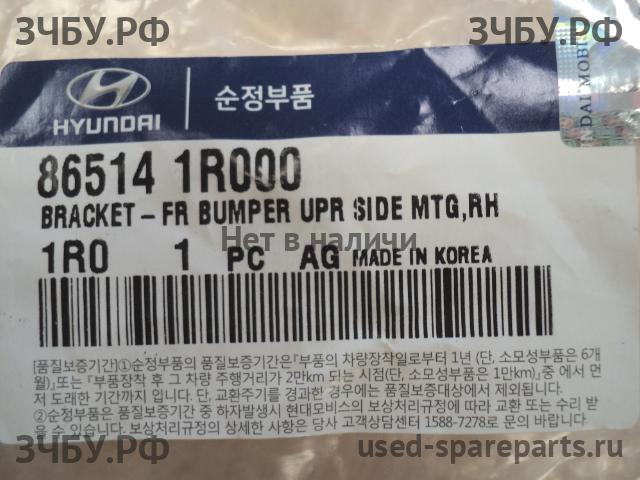 ЗЧБУ.РФ
ЗЧБУ.РФ
HYUNDAI
순정부품
DAI MOBIS
86514 1R000
BRACKET - FR BUMPER UPR SIDE MTG,RH
Нет в наличи
1R0 1 PC AG MADE IN KOREA
[품질보증기간]①순정부품의 품질보증기간은『부품의 차량장착일로부터 1년 (단, 소모성부품은 6개
월)』또는『부품장착 후 그 차량 주행거리가 2만km 되는 시점(단, 소모성부품은 1만km)』중 에서 먼
저 도래한 기간까지 입니다. 단, 교환주기를 경과한 경우에는 품질보증대상에서 제외됩니다.
②순정부품은 품질보증기간 중 하자발생시 현대모비스의 보상처리규정에 따라 교환 또는 수리 받
을 수 있습니다. 보상처리규정의 상세한 사항은 당사 고객상담센터 1588-7278로 문의 바랍니다.
ЗЧБУ.РФ
used-spareparts.ru